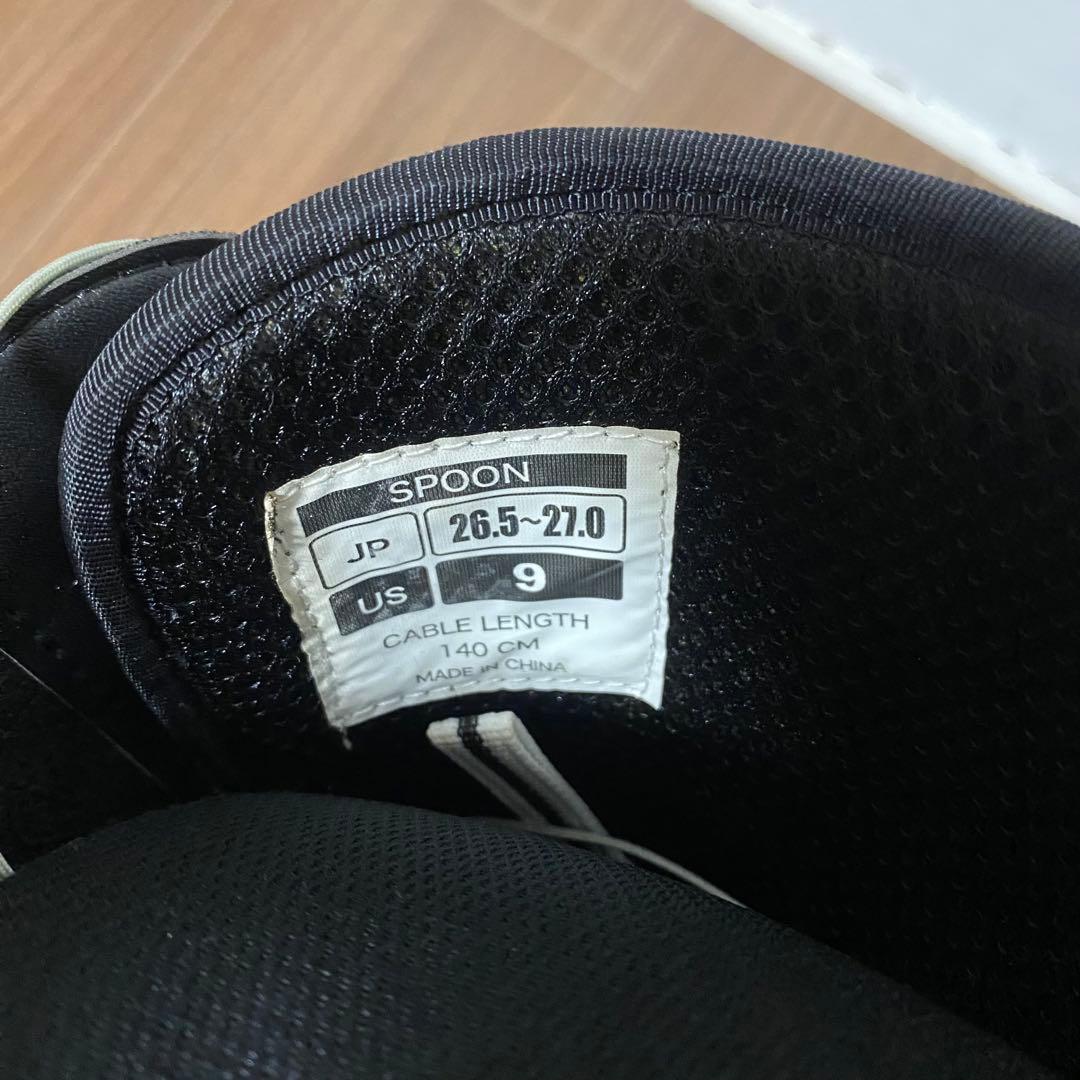 SPOON
JP 26.5~27.0
US 9
CABLE LENGTH
140 CM
MADE in CHINA